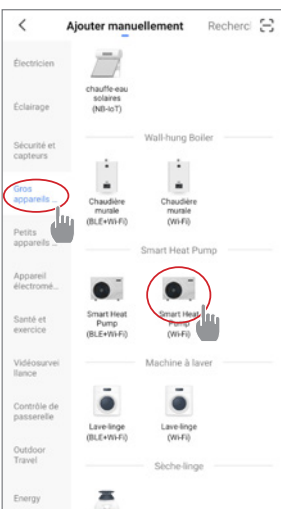 Ajouter manuellement
Recherc
Électricien
Éclairage
Sécurité et
capteurs
Gros
appareils ...
Petits
appareils ...
Appareil
électromé...
Santé et
exercice
Vidéosurvei
llance
Contrôle de
passerelle
Outdoor
Travel
Energy
chauffe-eau
solaires
(NB-IoT)
Wall-hung Boiler
Chaudière
murale
(BLE+Wi-Fi)
Chaudière
murale
(Wi-Fi)
Smart Heat Pump
Smart Heat
Pump
(BLE+Wi-Fi)
Smart Heat
Pump
(Wi-Fi)
Machine à laver
Lave-linge
(BLE+Wi-Fi)
Lave-linge
(Wi-Fi)
Sèche-linge